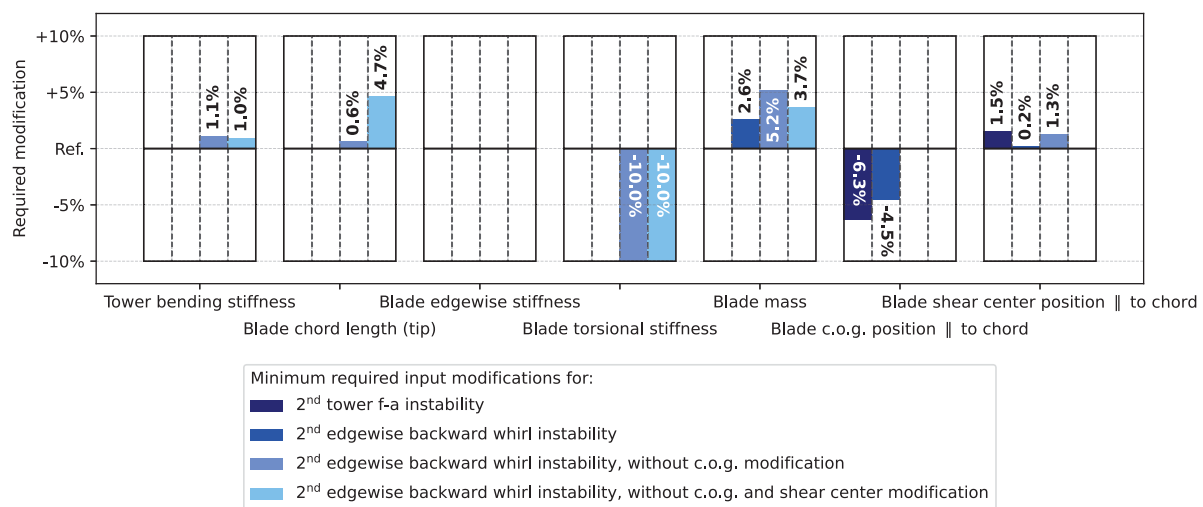 Required modification
+10%
+5%
Ref.
-5%
-10%
1.1%
1.0%
0.6%
4.7%
-10.0%
-10.0%
2.6%
5.2%
3.7%
-6.3%
-4.5%
1.5%
0.2%
1.3%
Tower bending stiffness
Blade chord length (tip)
Blade edgewise stiffness
Blade torsional stiffness
Blade mass
Blade c.o.g. position ∥ to chord
Blade shear center position ∥ to chord
Minimum required input modifications for:
2nd tower f-a instability
2nd edgewise backward whirl instability
2nd edgewise backward whirl instability, without c.o.g. modification
2nd edgewise backward whirl instability, without c.o.g. and shear center modification